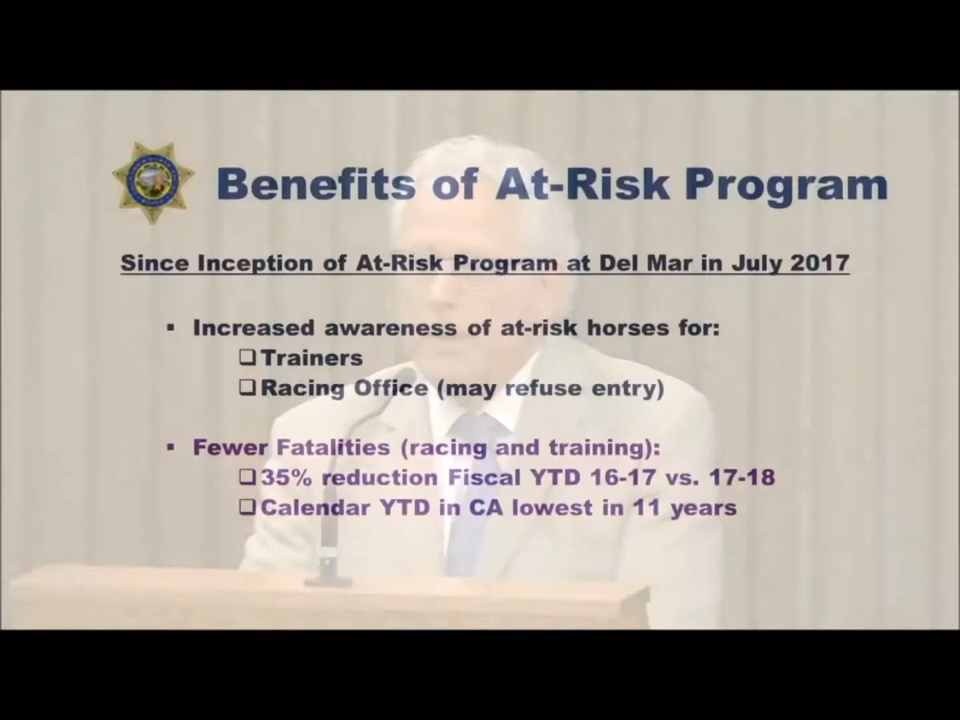 Benefits of At-Risk Program
Since Inception of At-Risk Program at Del Mar in July 2017
▪ Increased awareness of at-risk horses for:
❑Trainers
❑Racing Office (may refuse entry)
▪ Fewer Fatalities (racing and training):
❑35% reduction Fiscal YTD 16-17 vs. 17-18
❑Calendar YTD in CA lowest in 11 years